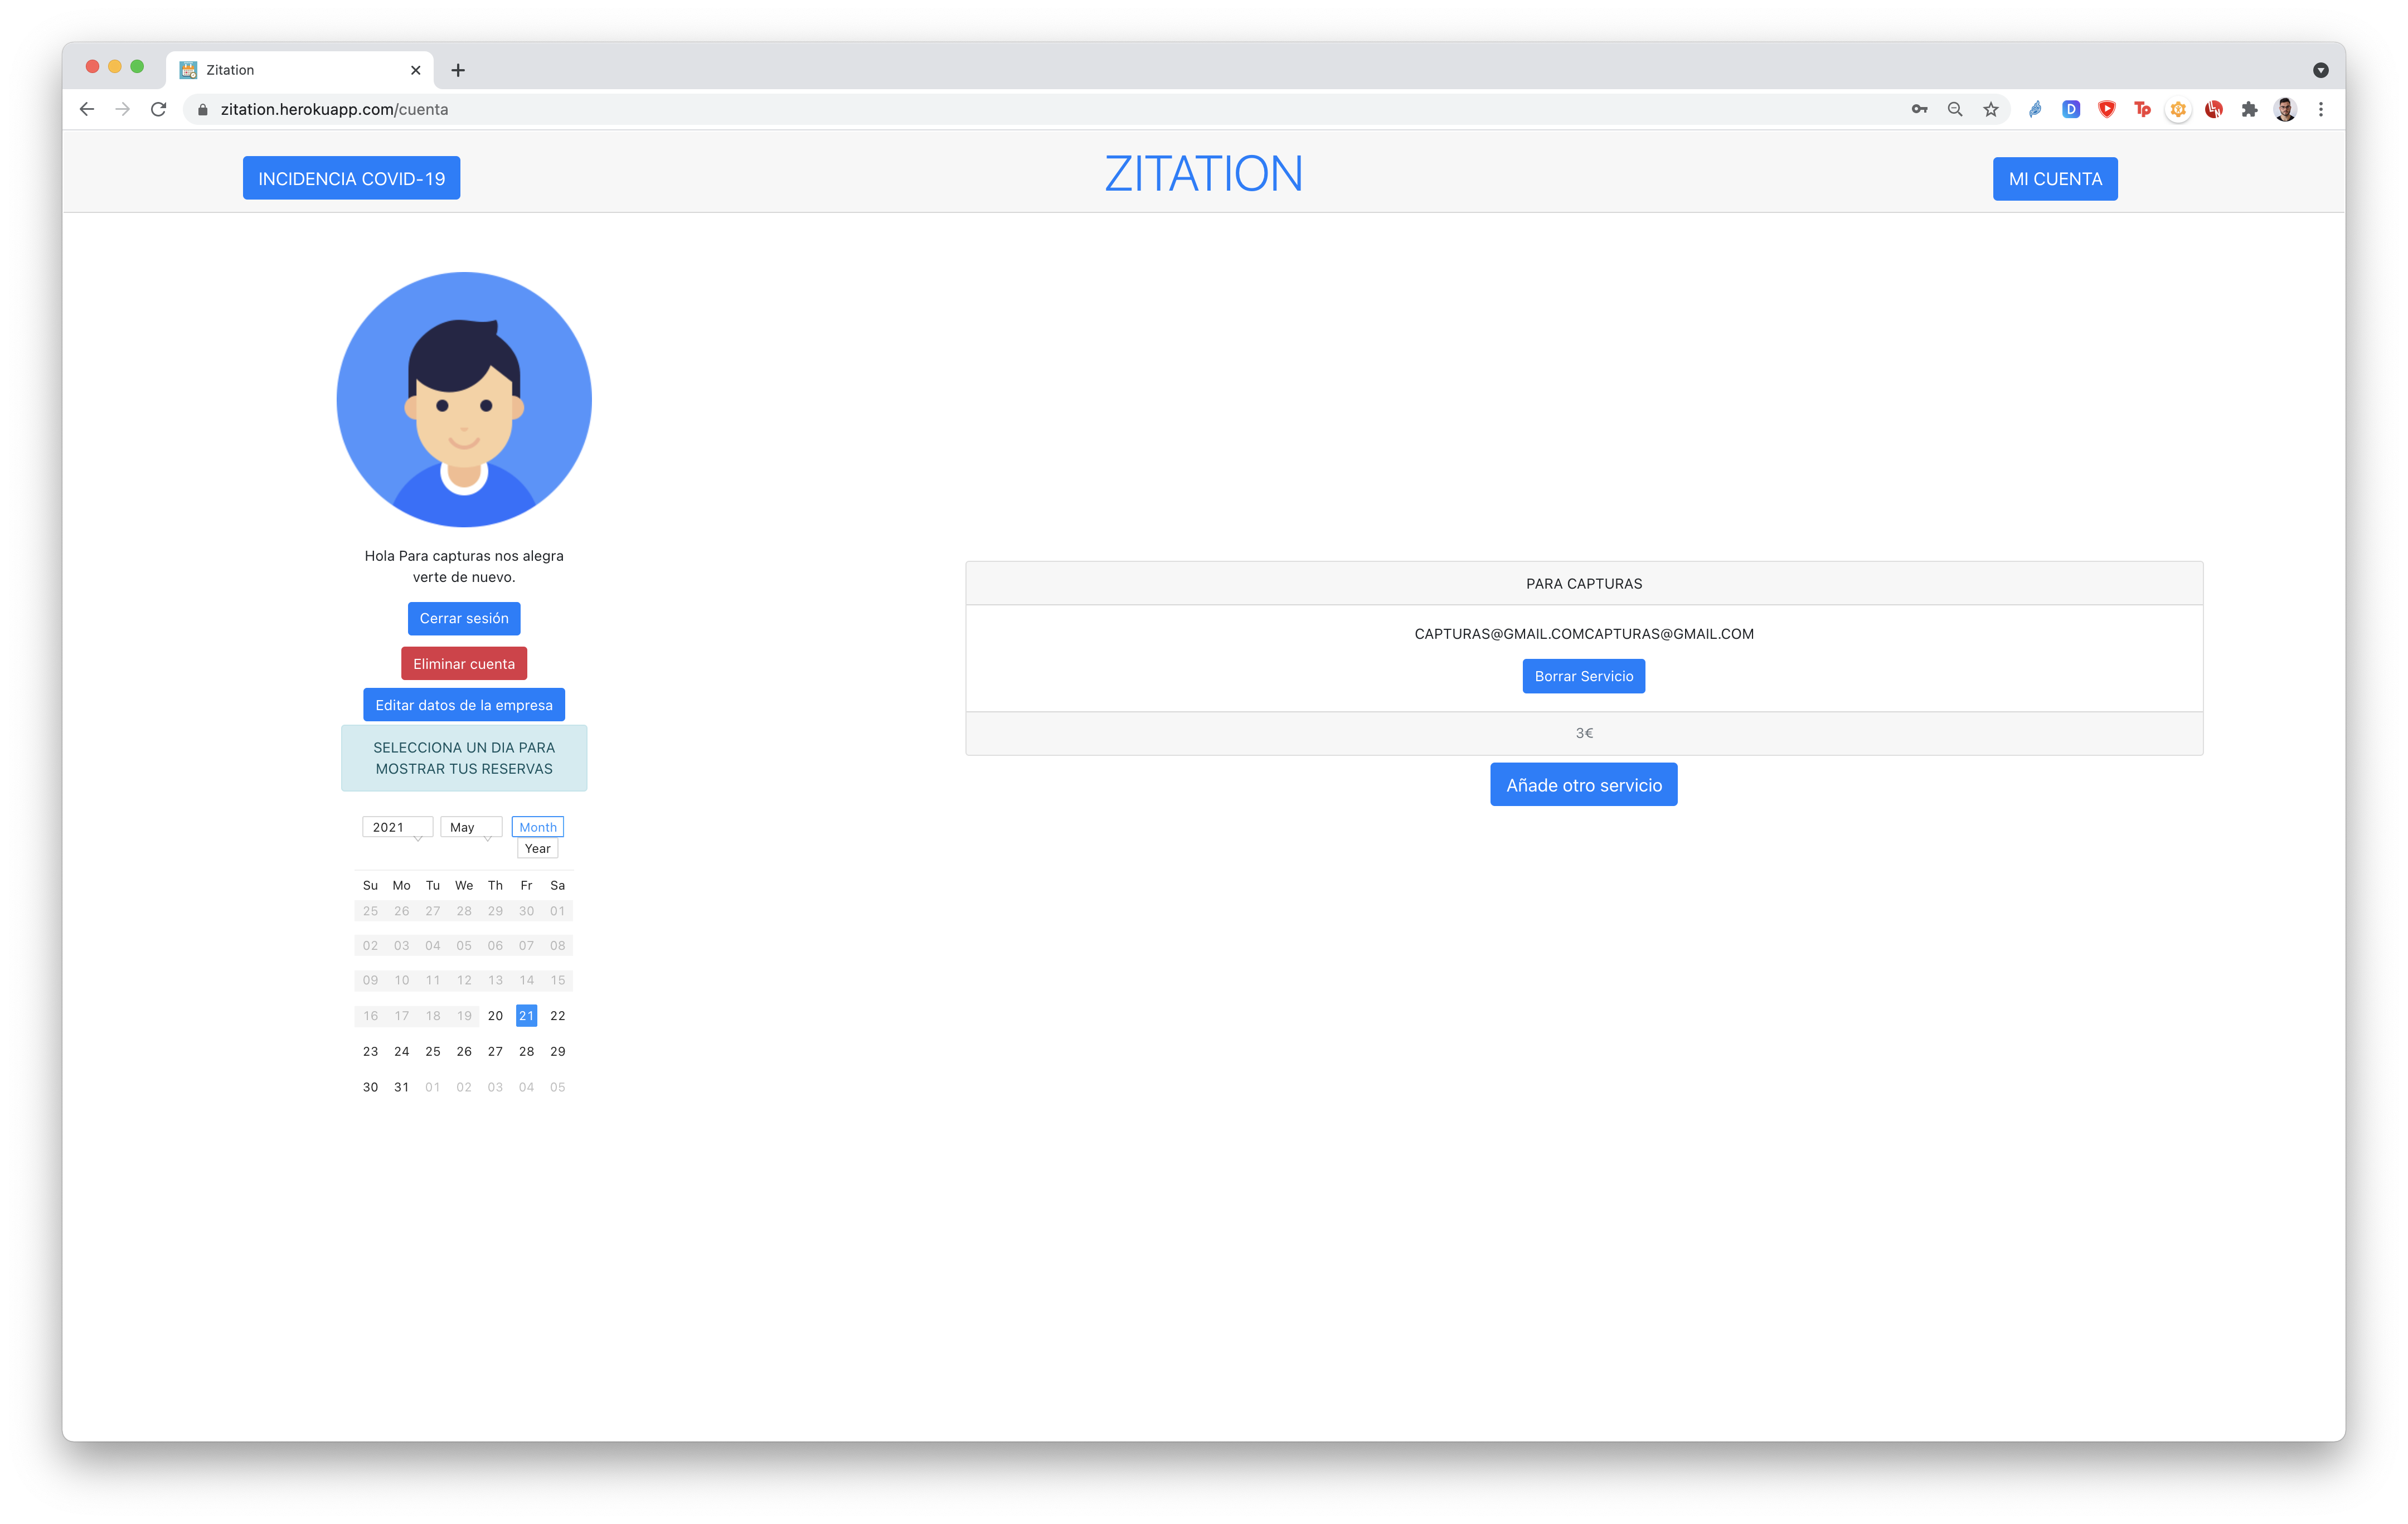 Zitation
zitation.herokuapp.com/cuenta
D
Tp
INCIDENCIA COVID-19
ZITATION
MI CUENTA
Hola Para capturas nos alegra
verte de nuevo.
Cerrar sesión
Eliminar cuenta
Editar datos de la empresa
SELECCIONA UN DIA PARA
MOSTRAR TUS RESERVAS
2021 May Month
Year
Su Mo Tu We Th Fr Sa
25 26 27 28 29 30 01
02 03 04 05 06 07 08
09 10 11 12 13 14 15
16 17 18 19 20 21 22
23 24 25 26 27 28 29
30 31 01 02 03 04 05
PARA CAPTURAS
CAPTURAS@GMAIL.COMCAPTURAS@GMAIL.COM
Borrar Servicio
3€
Añade otro servicio